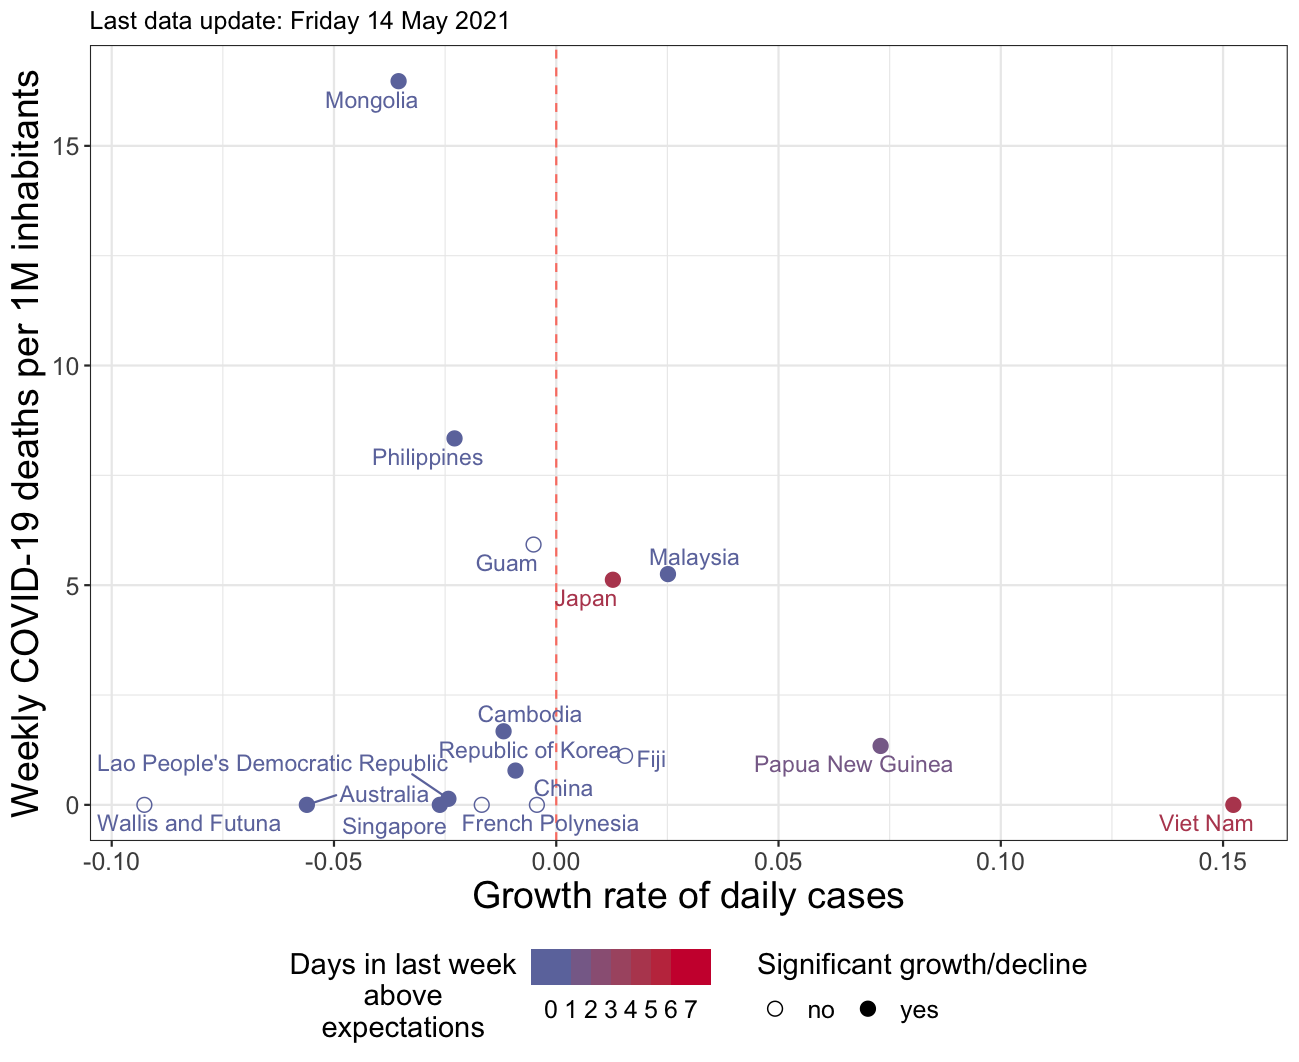 Last data update: Friday 14 May 2021
Weekly COVID-19 deaths per 1M inhabitants
15
10
5
0
Mongolia
Philippines
Guam
Malaysia
Japan
Cambodia
Republic of Korea
Fiji
Lao People's Democratic Republic
Papua New Guinea
China
Australia
Wallis and Futuna
Singapore
French Polynesia
Viet Nam
-0.10 -0.05 0.00 0.05 0.10 0.15
Growth rate of daily cases
Days in last week
above
expectations
0 1 2 3 4 5 6 7
Significant growth/decline
no yes